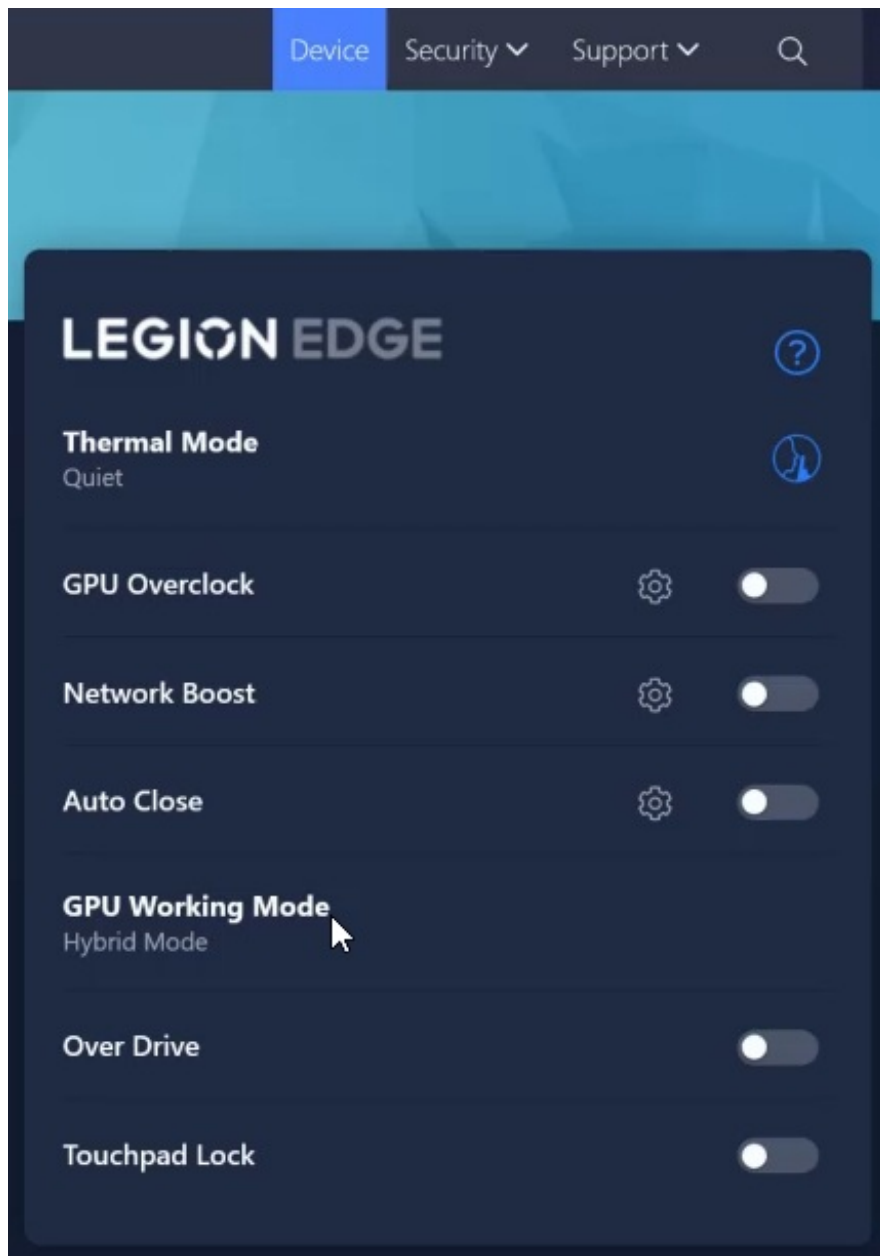 Device Security Support
LEGION EDGE
Thermal Mode
Quiet
GPU Overclock
Network Boost
Auto Close
GPU Working Mode
Hybrid Mode
Over Drive
Touchpad Lock